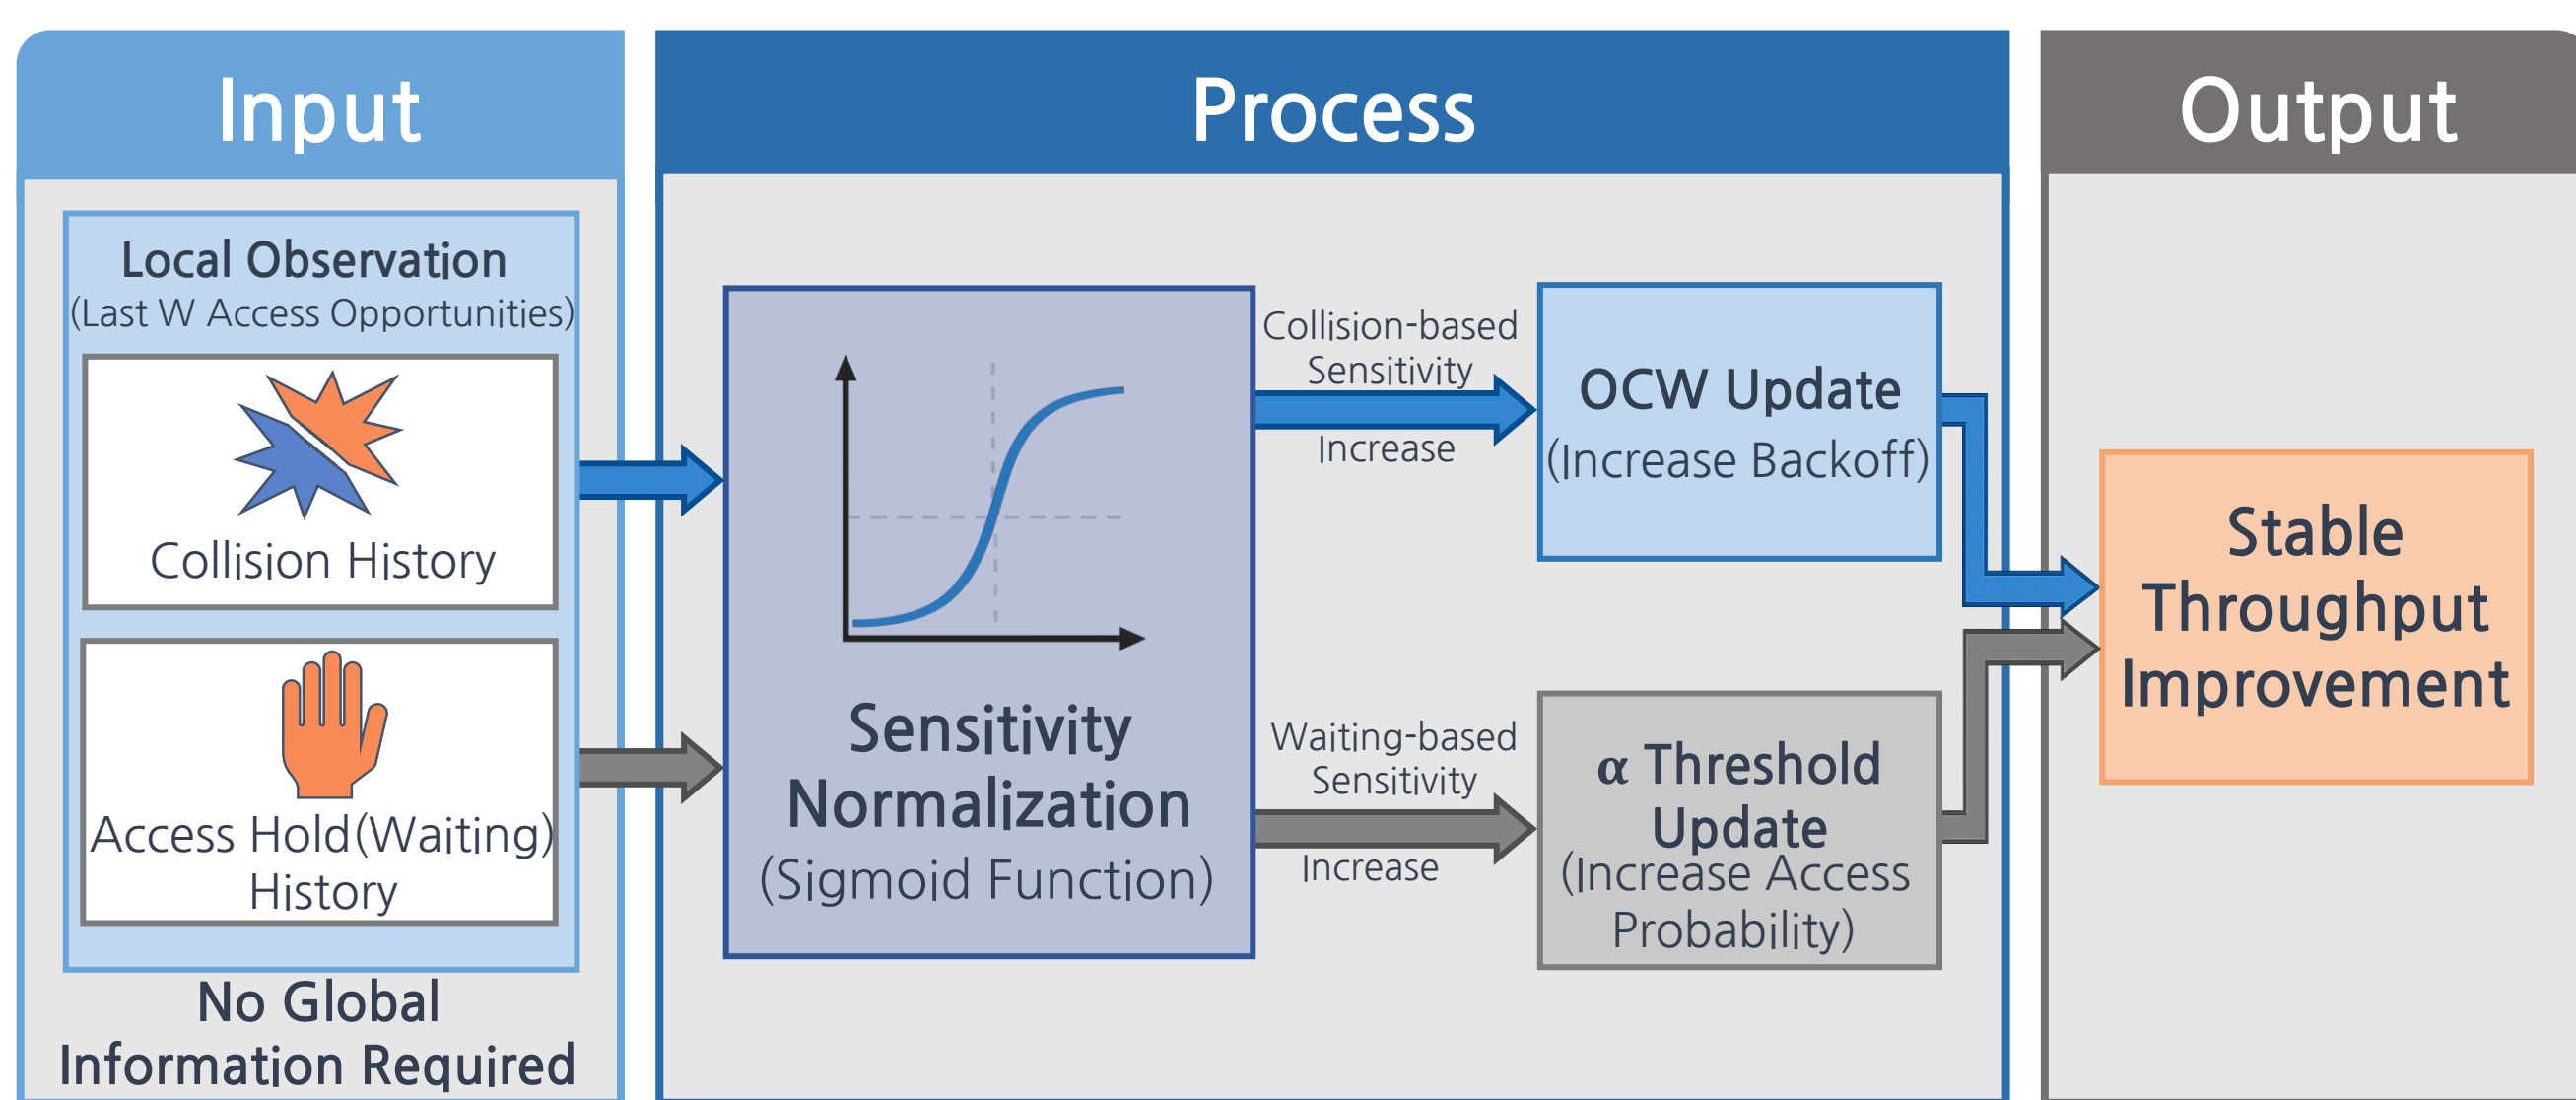 Input
Local Observation
(Last W Access Opportunities)
Collision History
Access Hold(Waiting)
History
No Global
Information Required
Process
Sensitivity
Normalization
(Sigmoid Function)
Collision-based
Sensitivity
Increase
OCW Update
(Increase Backoff)
Waiting-based
Sensitivity
Increase
α Threshold
Update
(Increase Access
Probability)
Output
Stable
Throughput
Improvement